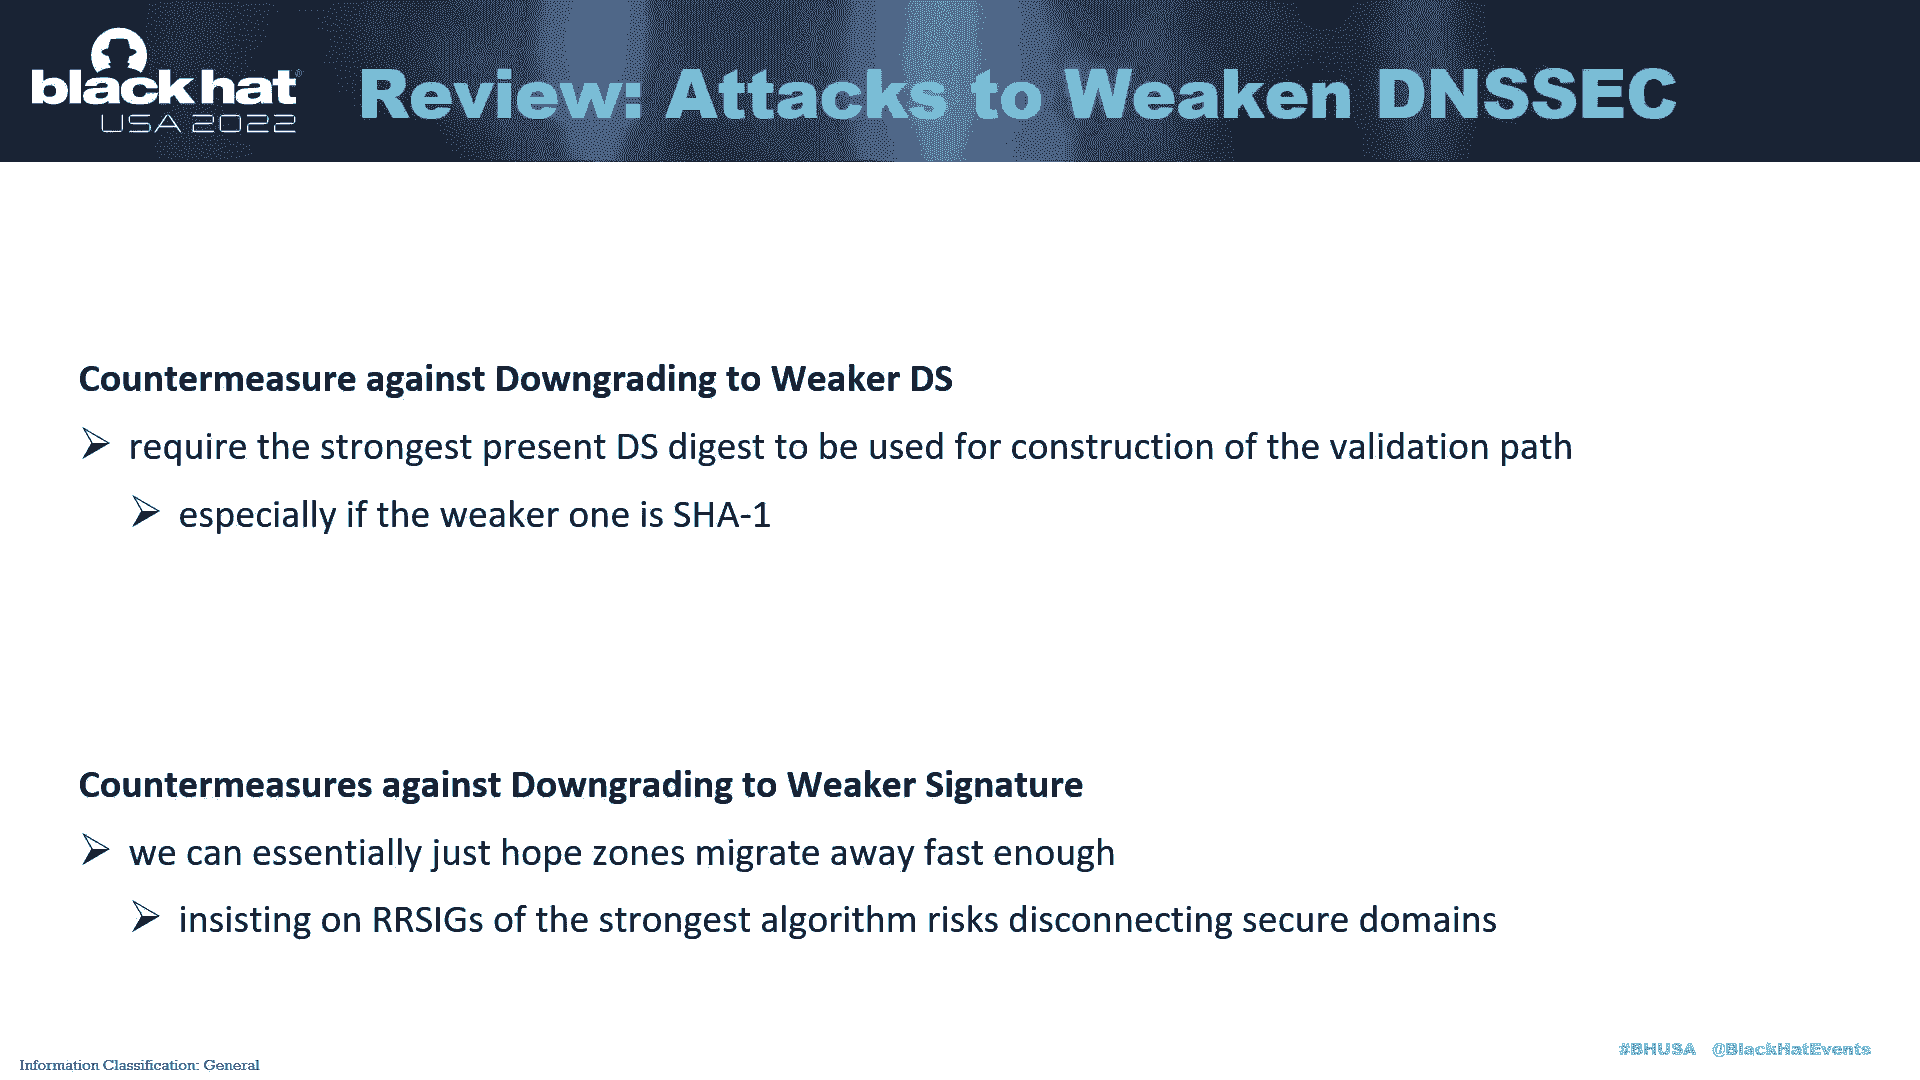 black hat
USA 2022
Review: Attacks to Weaken DNSSEC
Countermeasure against Downgrading to Weaker DS
➢ require the strongest present DS digest to be used for construction of the validation path
➢ especially if the weaker one is SHA-1
Countermeasures against Downgrading to Weaker Signature
➢ we can essentially just hope zones migrate away fast enough
➢ insisting on RRSIGs of the strongest algorithm risks disconnecting secure domains
#BHUSA @BlackHatEvents
Information Classification: General